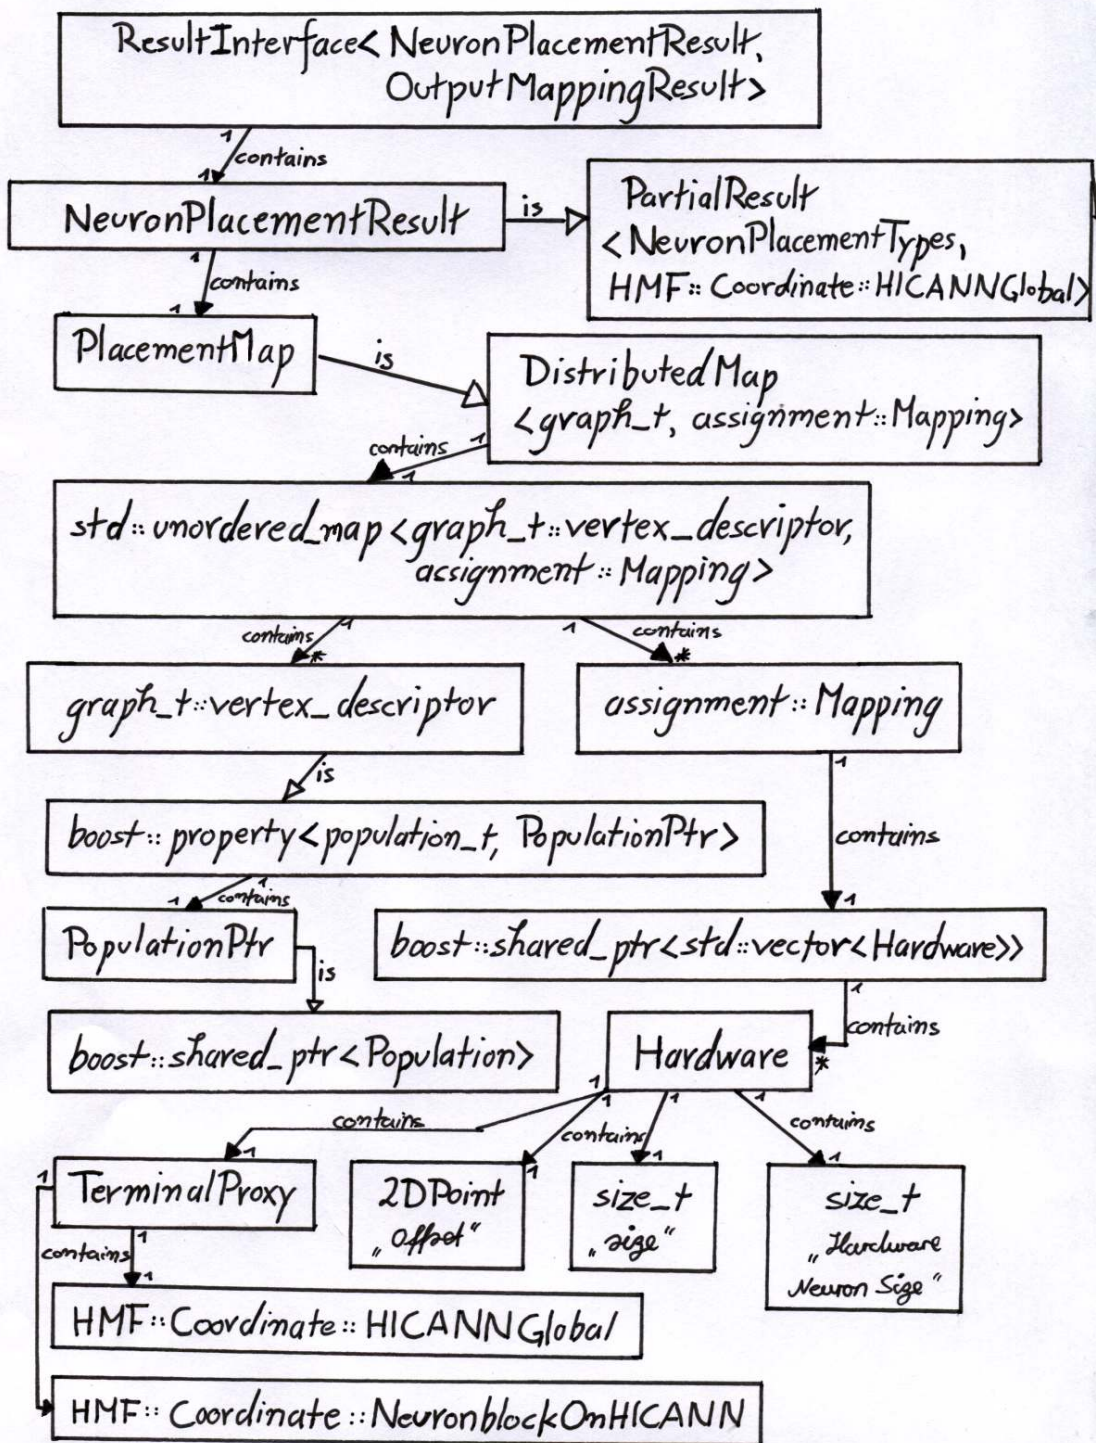 ResultInterface< NeuronPlacementResult,
OutputMappingResult>
1
contains
1
NeuronPlacementResult
is
PartialResult
<NeuronPlacementTypes,
HMF::Coordinate::HICANNGlobal>
1
contains
1
PlacementMap
is
DistributedMap
<graph_t, assignment::Mapping>
1
contains
1
std::unordered_map<graph_t::vertex_descriptor,
assignment::Mapping>
1
contains
*
1
contains
*
graph_t::vertex_descriptor
assignment::Mapping
is
1
contains
1
boost::property<population_t, PopulationPtr>
1
contains
1
PopulationPtr
boost::shared_ptr<std::vector<Hardware>>
is
1
contains
*
boost::shared_ptr<Population>
Hardware
1
contains
1
1
contains
1
1
1
1
contains
1
TerminalProxy
2DPoint
„Offset“
size_t
„size“
size_t
„Hardware
Neuron Size“
1
1
contains
1
HMF::Coordinate::HICANNGlobal
HMF::Coordinate::NeuronblockOnHICANN